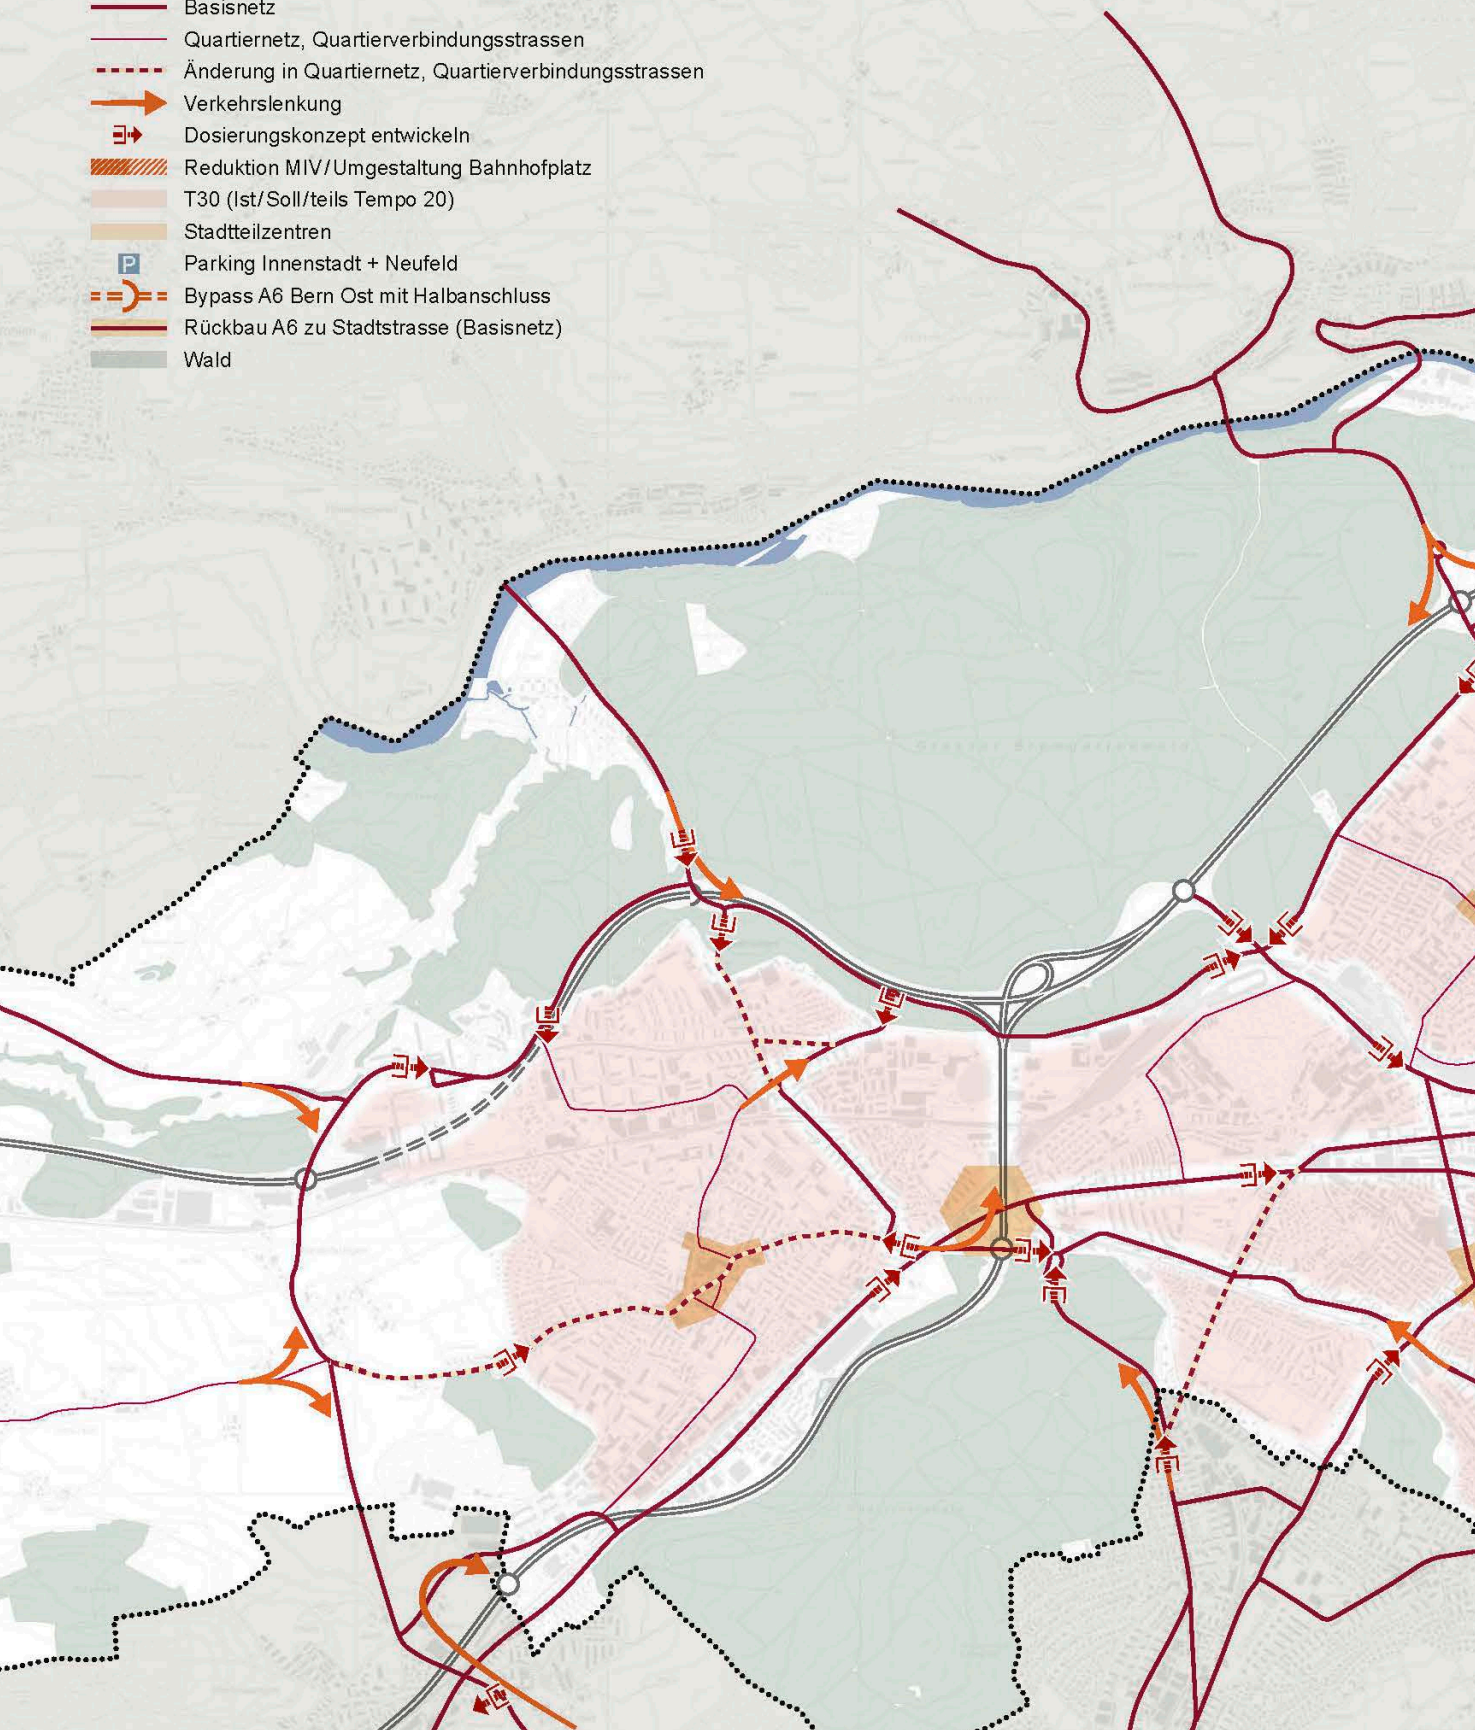 Basisnetz
Quartiernetz, Quartierverbindungsstrassen
Änderung in Quartiernetz, Quartierverbindungsstrassen
Verkehrslenkung
Dosierungskonzept entwickeln
Reduktion MIV/Umgestaltung Bahnhofplatz
T30 (Ist/Soll/teils Tempo 20)
Stadtteilzentren
P Parking Innenstadt + Neufeld
Bypass A6 Bern Ost mit Halbanschluss
Rückbau A6 zu Stadtstrasse (Basisnetz)
Wald